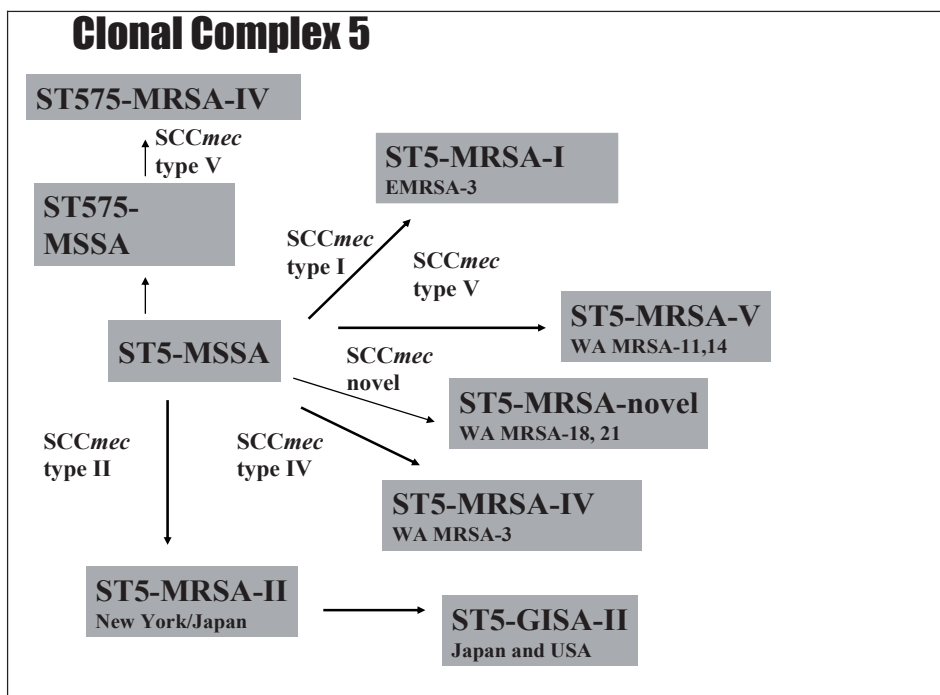 Clonal Complex 5
ST575-MRSA-IV
SCCmec
type V
ST575-
MSSA
ST5-MRSA-I
EMRSA-3
SCCmec
type I
SCCmec
type V
ST5-MSSA
ST5-MRSA-V
WA MRSA-11,14
SCCmec
novel
ST5-MRSA-novel
WA MRSA-18, 21
SCCmec
type II
SCCmec
type IV
ST5-MRSA-IV
WA MRSA-3
ST5-MRSA-II
New York/Japan
ST5-GISA-II
Japan and USA